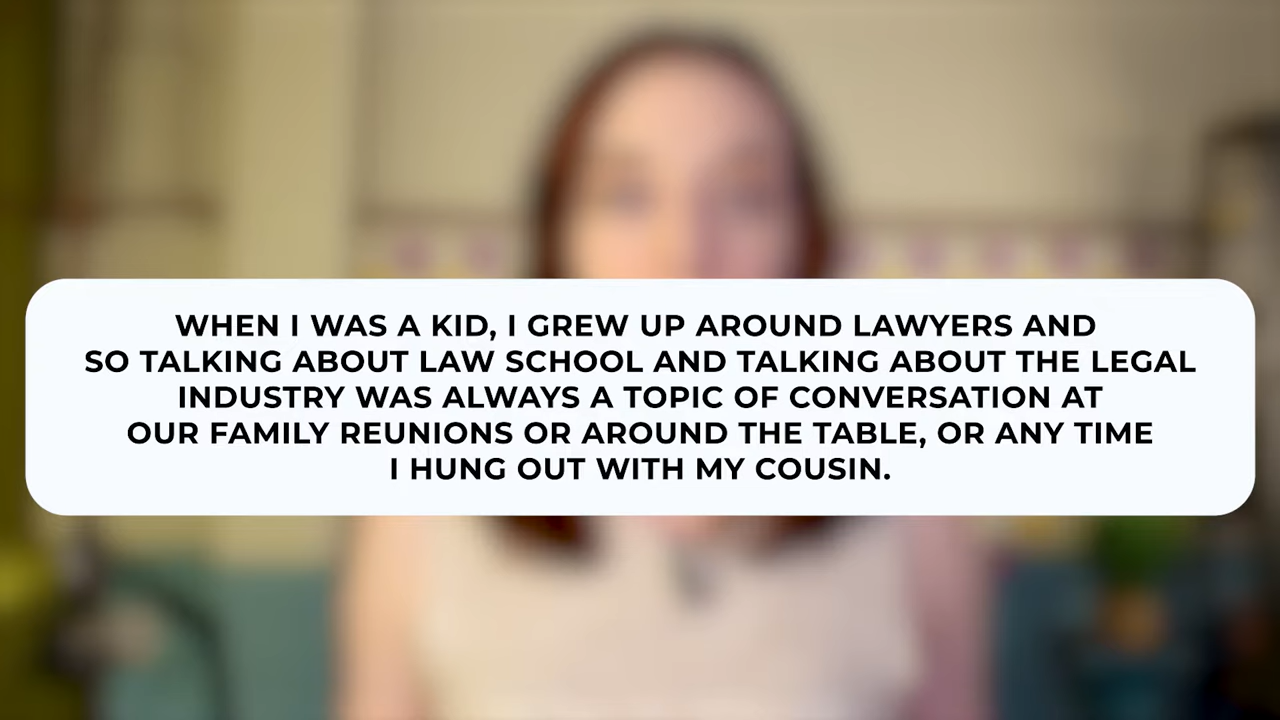 WHEN I WAS A KID, I GREW UP AROUND LAWYERS AND
SO TALKING ABOUT LAW SCHOOL AND TALKING ABOUT THE LEGAL
INDUSTRY WAS ALWAYS A TOPIC OF CONVERSATION AT
OUR FAMILY REUNIONS OR AROUND THE TABLE, OR ANY TIME
I HUNG OUT WITH MY COUSIN.